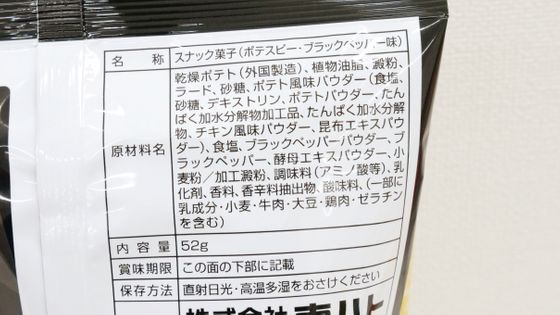 名　称 スナック菓子(ポテスピー・ブラックペッパー味)
原材料名
乾燥ポテト(外国製造)、植物油脂、澱粉、
ラード、砂糖、ポテト風味パウダー(食塩、
砂糖、デキストリン、ポテトパウダー、たん
ぱく加水分解物加工品、たんぱく加水分解
物、チキン風味パウダー、昆布エキスパウ
ダー)、食塩、ブラックペッパーパウダー、ブ
ラックペッパー、酵母エキスパウダー、小
麦粉／加工澱粉、調味料(アミノ酸等)、乳
化剤、香料、香辛料抽出物、酸味料、(一部に
乳成分・小麦・牛肉・大豆・鶏肉・ゼラチン
を含む)
内容量 52g
賞味期限 この面の下部に記載
保存方法 直射日光・高温多湿をおさけください
株式会社 東ハト